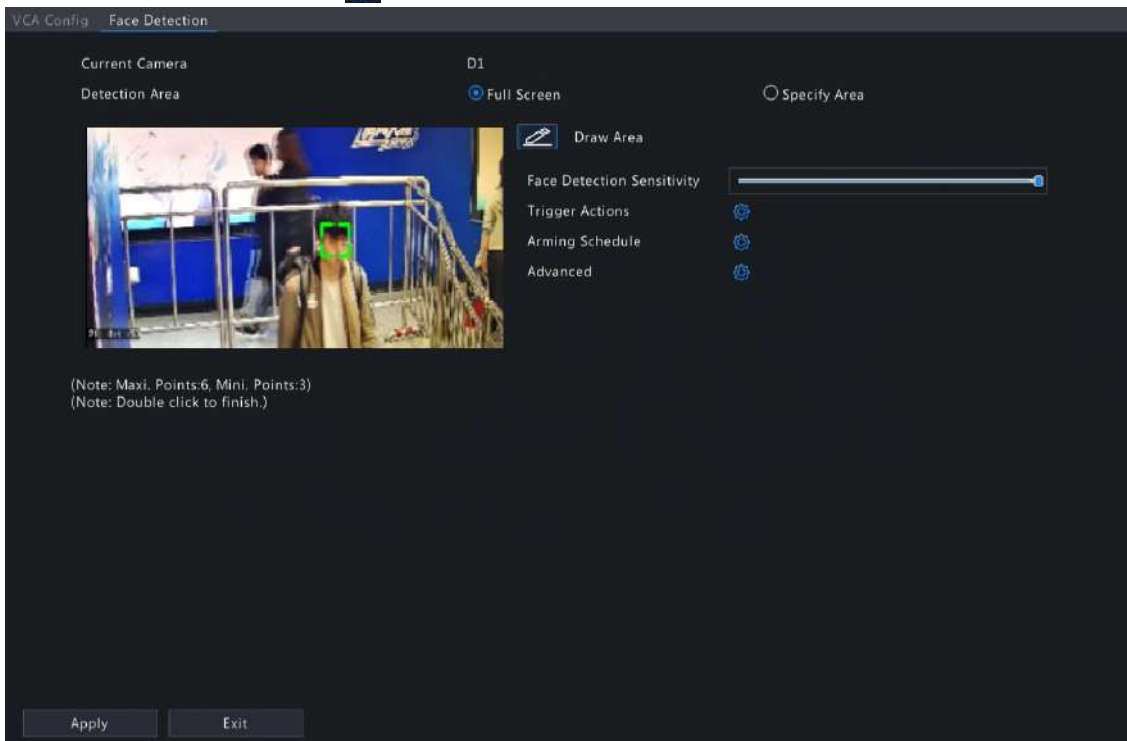 VCA Config Face Detection
Current Camera D1
Detection Area Full Screen Specify Area
Draw Area
Face Detection Sensitivity
Trigger Actions
Arming Schedule
Advanced
(Note: Maxi. Points:6, Mini. Points:3)
(Note: Double click to finish.)
Apply Exit